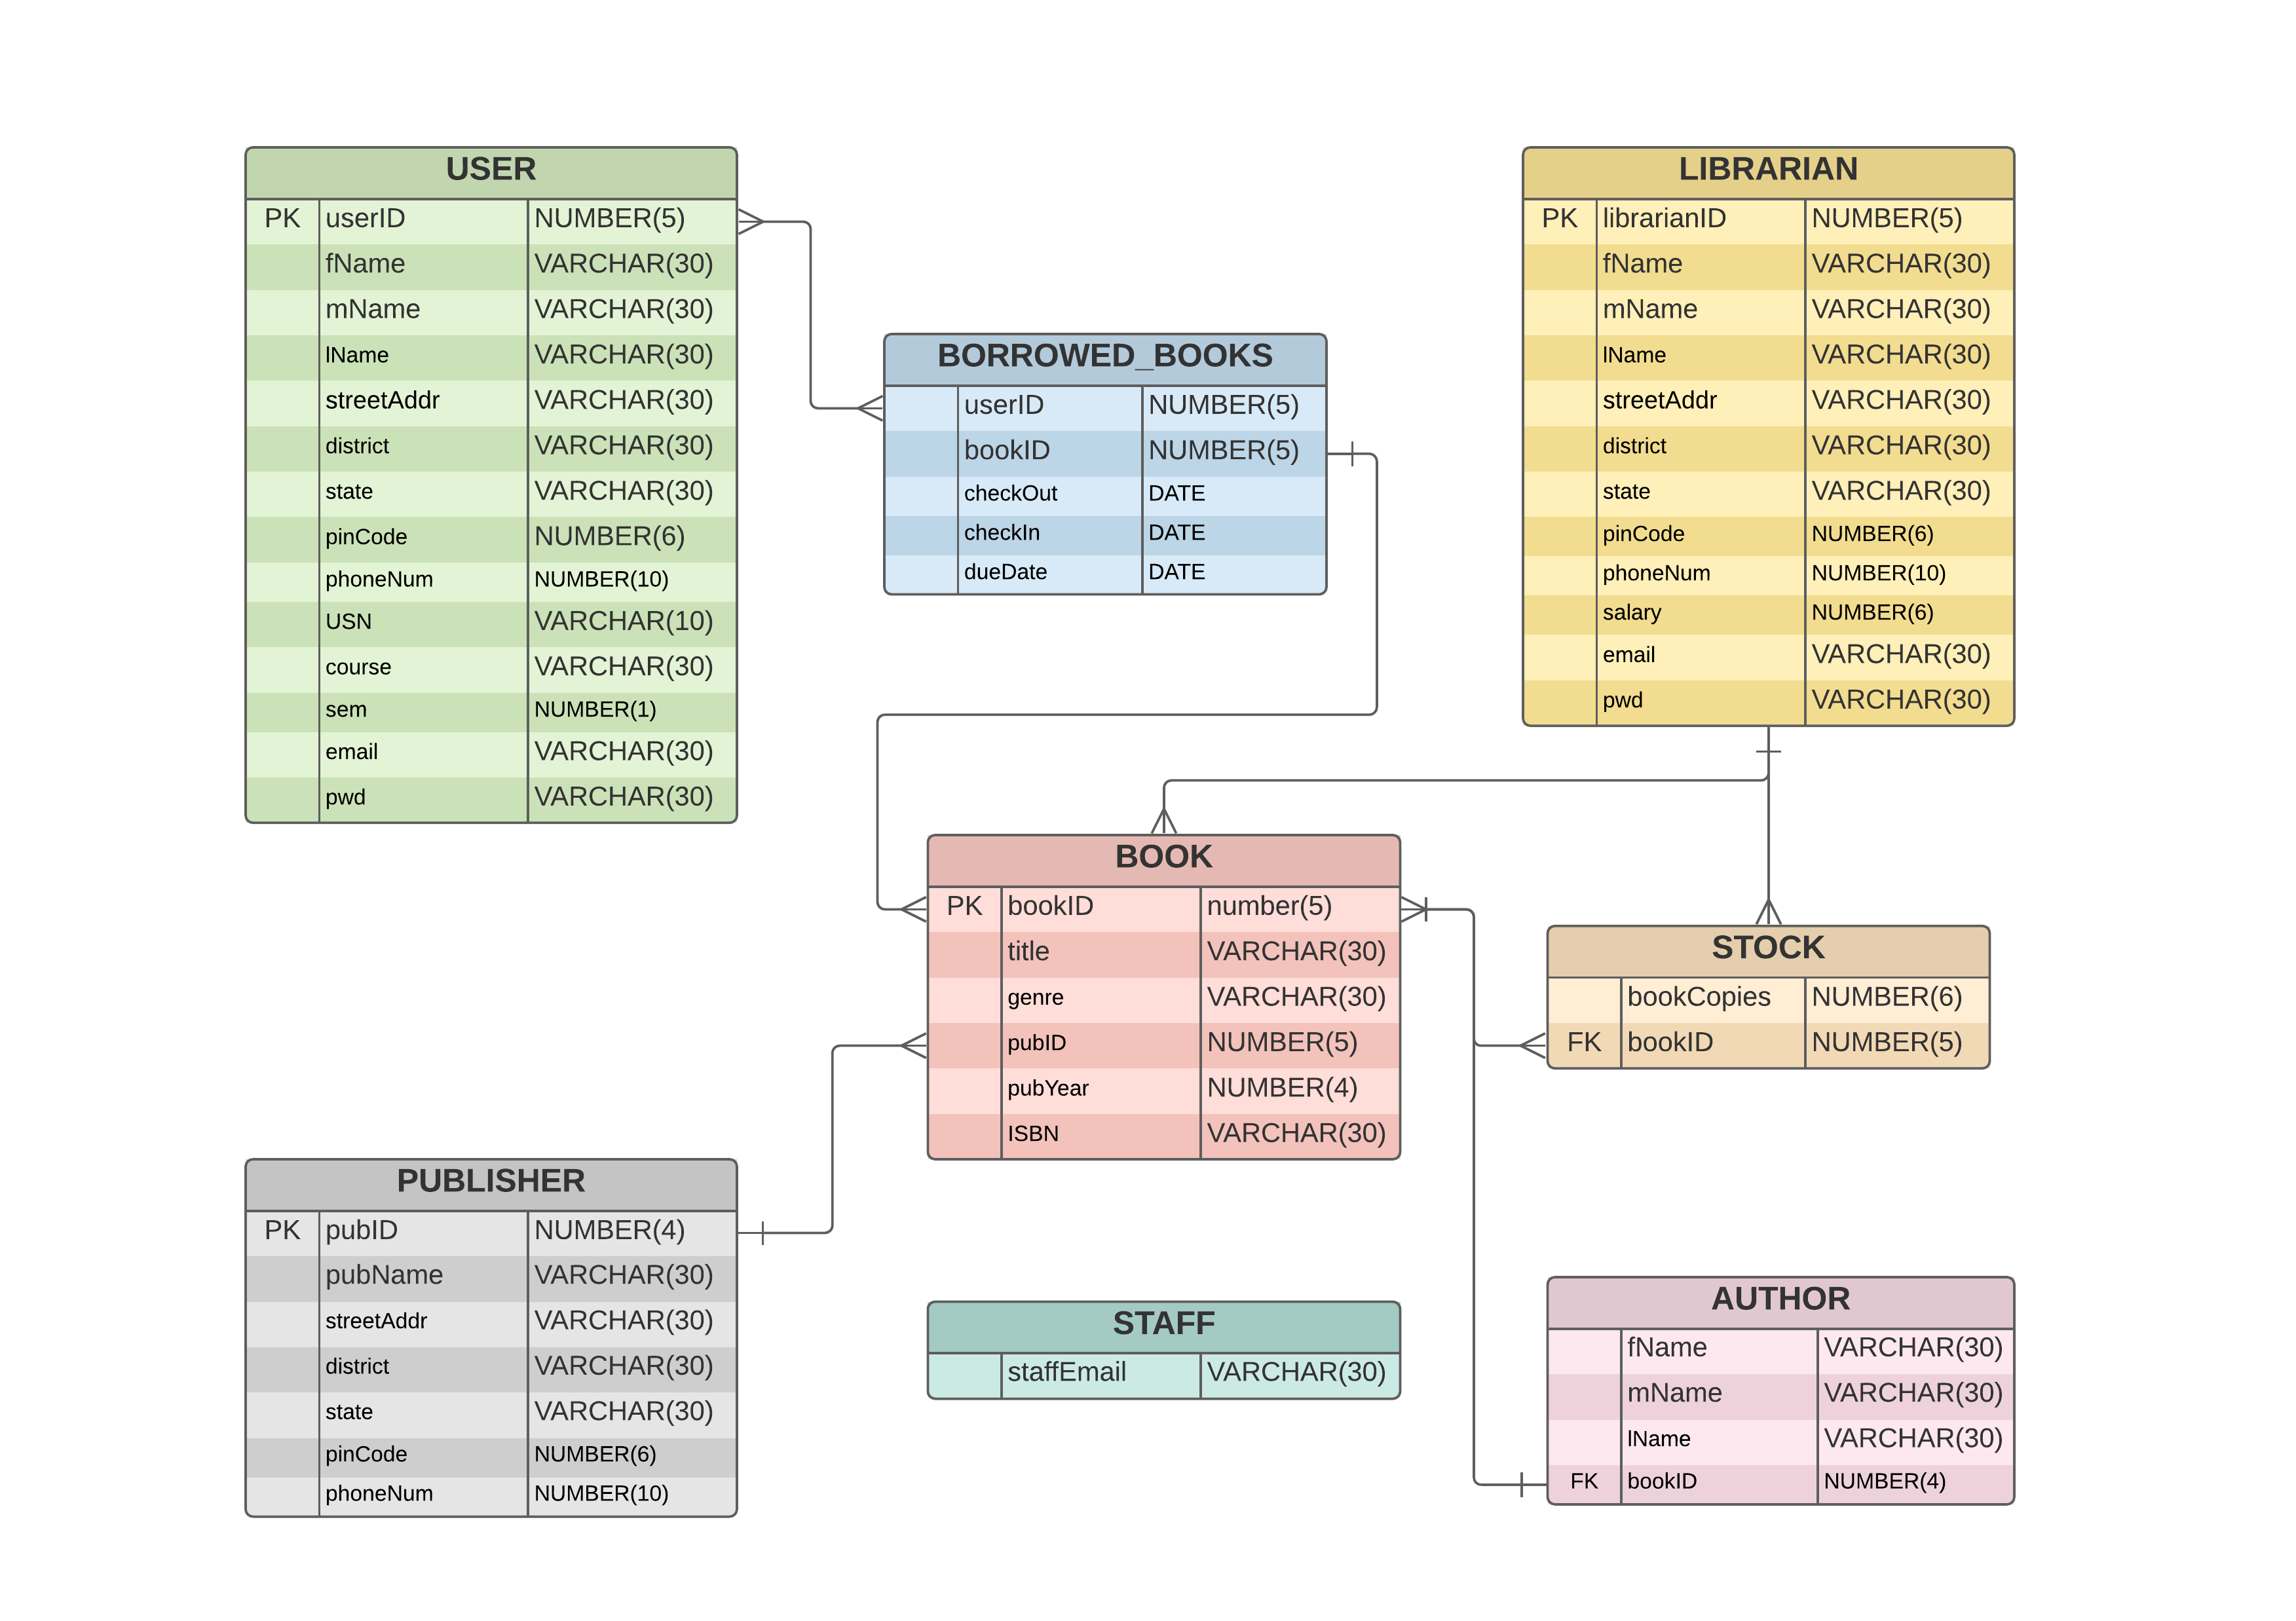 USER
PK userID NUMBER(5)
fName VARCHAR(30)
mName VARCHAR(30)
lName VARCHAR(30)
streetAddr VARCHAR(30)
district VARCHAR(30)
state VARCHAR(30)
pinCode NUMBER(6)
phoneNum NUMBER(10)
USN VARCHAR(10)
course VARCHAR(30)
sem NUMBER(1)
email VARCHAR(30)
pwd VARCHAR(30)
BORROWED_BOOKS
userID NUMBER(5)
bookID NUMBER(5)
checkOut DATE
checkIn DATE
dueDate DATE
LIBRARIAN
PK librarianID NUMBER(5)
fName VARCHAR(30)
mName VARCHAR(30)
lName VARCHAR(30)
streetAddr VARCHAR(30)
district VARCHAR(30)
state VARCHAR(30)
pinCode NUMBER(6)
phoneNum NUMBER(10)
salary NUMBER(6)
email VARCHAR(30)
pwd VARCHAR(30)
BOOK
PK bookID number(5)
title VARCHAR(30)
genre VARCHAR(30)
pubID NUMBER(5)
pubYear NUMBER(4)
ISBN VARCHAR(30)
STOCK
bookCopies NUMBER(6)
FK bookID NUMBER(5)
PUBLISHER
PK pubID NUMBER(4)
pubName VARCHAR(30)
streetAddr VARCHAR(30)
district VARCHAR(30)
state VARCHAR(30)
pinCode NUMBER(6)
phoneNum NUMBER(10)
STAFF
staffEmail VARCHAR(30)
AUTHOR
fName VARCHAR(30)
mName VARCHAR(30)
lName VARCHAR(30)
FK bookID NUMBER(4)